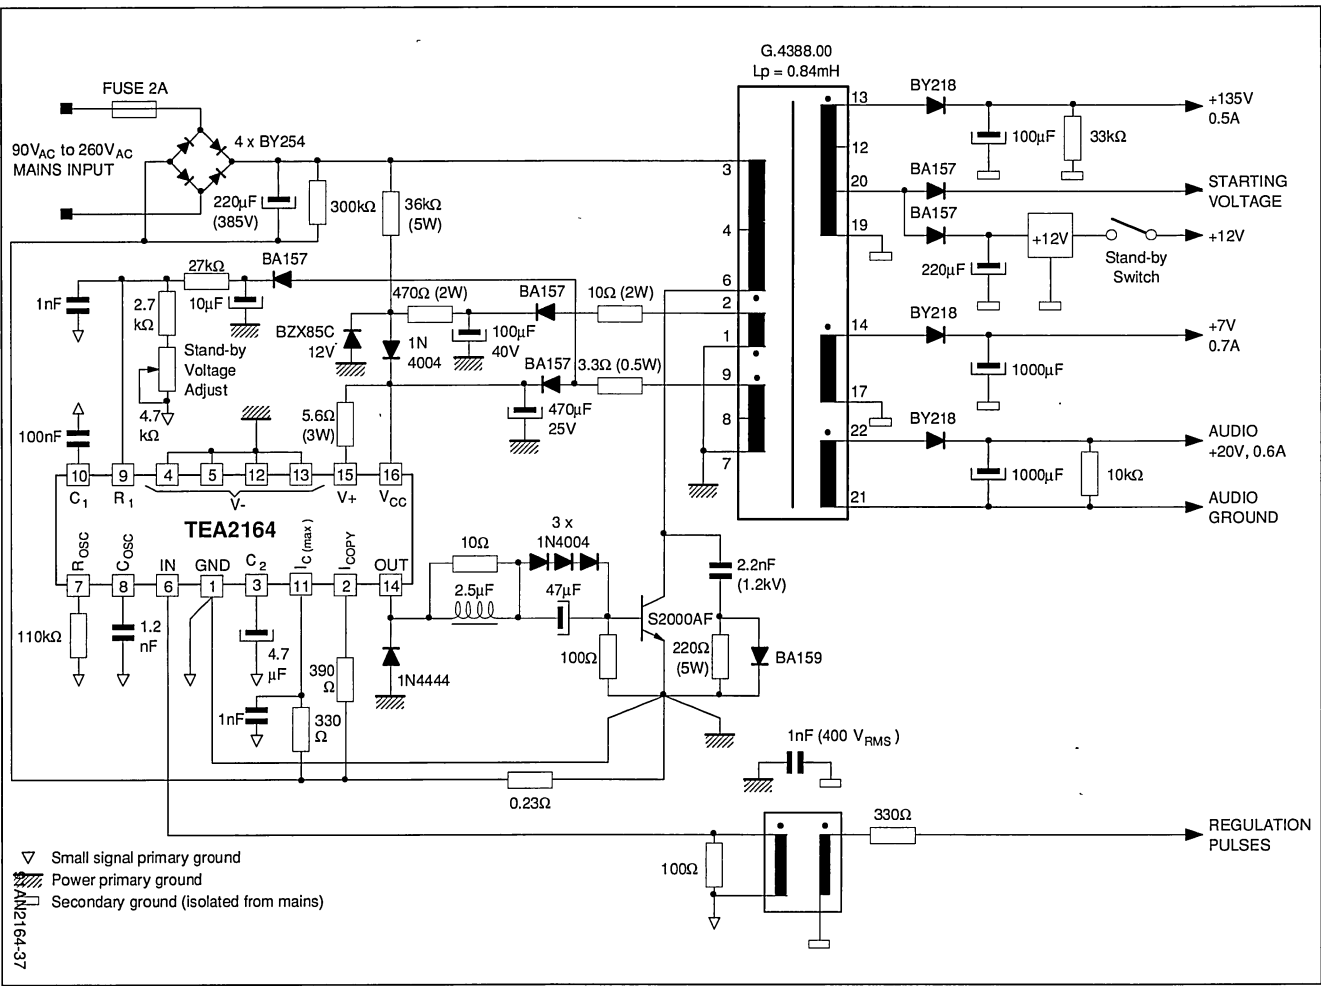 G.4388.00
Lp = 0.84mH
FUSE 2A
4 x BY254
90VAC to 260VAC
MAINS INPUT
220µF
(385V)
300kΩ
36kΩ
(5W)
3
4
6
2
1
9
8
7
13
12
20
19
14
17
22
21
BY218
100µF
33kΩ
+135V
0.5A
BA157
STARTING
VOLTAGE
BA157
220µF
+12V
Stand-by
Switch
+12V
BY218
1000µF
+7V
0.7A
BY218
1000µF
10kΩ
AUDIO
+20V, 0.6A
AUDIO
GROUND
1nF
27kΩ
BA157
2.7
kΩ
10µF
Stand-by
Voltage
Adjust
4.7
kΩ
470Ω (2W)
BA157
10Ω (2W)
BZX85C
12V
100µF
40V
1N
4004
BA157
3.3Ω (0.5W)
5.6Ω
(3W)
470µF
25V
100nF
10
9
4
5
12
13
15
16
C1
R1
V-
V+
VCC
TEA2164
ROSC
COSC
IN
GND
C2
IC(max)
ICOPY
OUT
7
8
6
1
3
11
2
14
110kΩ
1.2
nF
4.7
µF
1nF
330
Ω
390
Ω
1N4444
10Ω
2.5µF
3 x
1N4004
47µF
100Ω
S2000AF
2.2nF
(1.2kV)
220Ω
(5W)
BA159
0.23Ω
1nF (400 VRMS)
100Ω
330Ω
REGULATION
PULSES
Small signal primary ground
Power primary ground
Secondary ground (isolated from mains)
AN2164-37